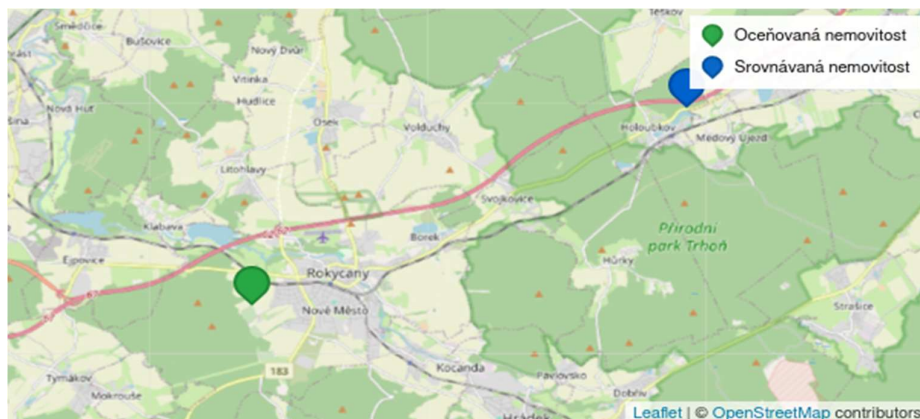 Smědčice
Bušovice
Nový Dvůr
Těškov
Oceňovaná nemovitost
Srovnávaná nemovitost
Vitinka
Hudlice
Nová Huť
Osek
Volduchy
Holoubkov
Medový Újezd
Litohlavy
Svojkovice
Klabava
Borek
Přírodní
park Trhoň
Ejpovice
Hůrky
Rokycany
Nové Město
Strašice
183
Kocanda
Tymákov
Mokrouše
Pavlovsko
Dobřív
Hrádek
Leaflet | © OpenStreetMap contributors